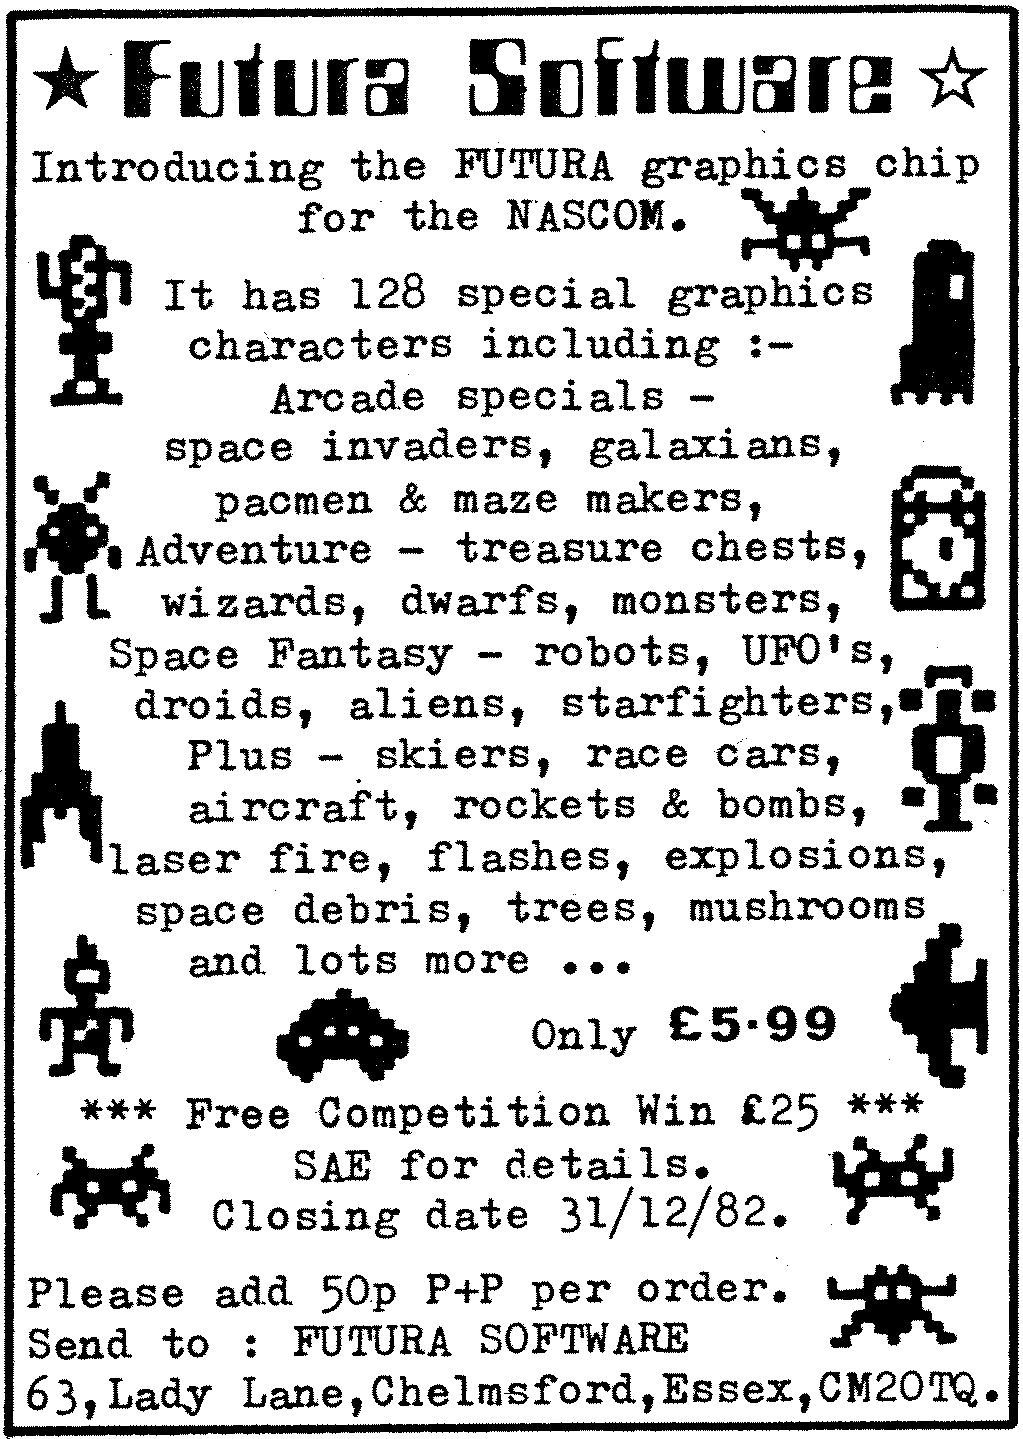 Futura Software
Introducing the FUTURA graphics chip
for the NASCOM.
It has 128 special graphics
characters including :-
Arcade specials -
space invaders, galaxians,
pacmen & maze makers,
Adventure - treasure chests,
wizards, dwarfs, monsters,
Space Fantasy - robots, UFO's,
droids, aliens, starfighters,
Plus - skiers, race cars,
aircraft, rockets & bombs,
laser fire, flashes, explosions,
space debris, trees, mushrooms
and lots more ...
Only £5·99
*** Free Competition Win £25 ***
SAE for details.
Closing date 31/12/82.
Please add 50p P+P per order.
Send to : FUTURA SOFTWARE
63,Lady Lane,Chelmsford,Essex,CM2OTQ.